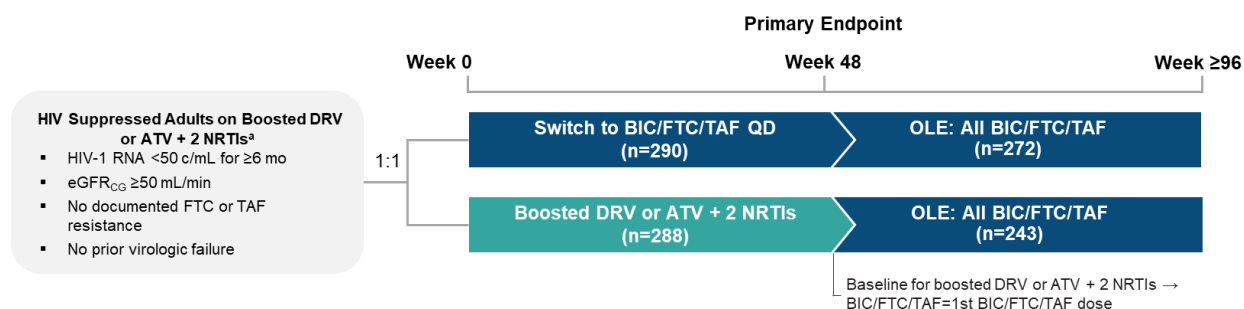 Primary Endpoint
Week 0
Week 48
Week ≥96
HIV Suppressed Adults on Boosted DRV
or ATV + 2 NRTIsᵃ
▪ HIV-1 RNA <50 c/mL for ≥6 mo
▪ eGFRCG ≥50 mL/min
▪ No documented FTC or TAF
resistance
▪ No prior virologic failure
1:1
Switch to BIC/FTC/TAF QD
(n=290)
OLE: All BIC/FTC/TAF
(n=272)
Boosted DRV or ATV + 2 NRTIs
(n=288)
OLE: All BIC/FTC/TAF
(n=243)
Baseline for boosted DRV or ATV + 2 NRTIs →
BIC/FTC/TAF=1st BIC/FTC/TAF dose